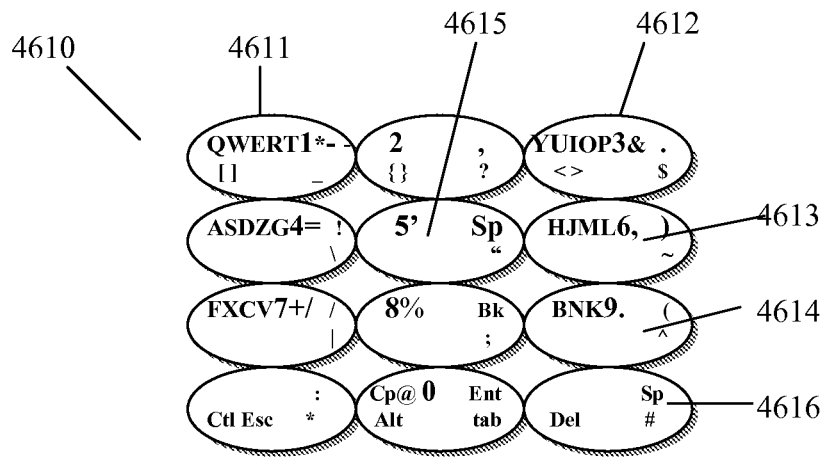 4610 4611 4615 4612
QWERT1*- - 2 , YUIOP3& .
[ ] _ { } ? < > $
ASDZG4= ! 5’ Sp HJML6, ) 4613
\ “ ~
FXCV7+/ / 8% Bk BNK9. ( 4614
| ; ^
: Cp@ 0 Ent Sp 4616
Ctl Esc * Alt tab Del #